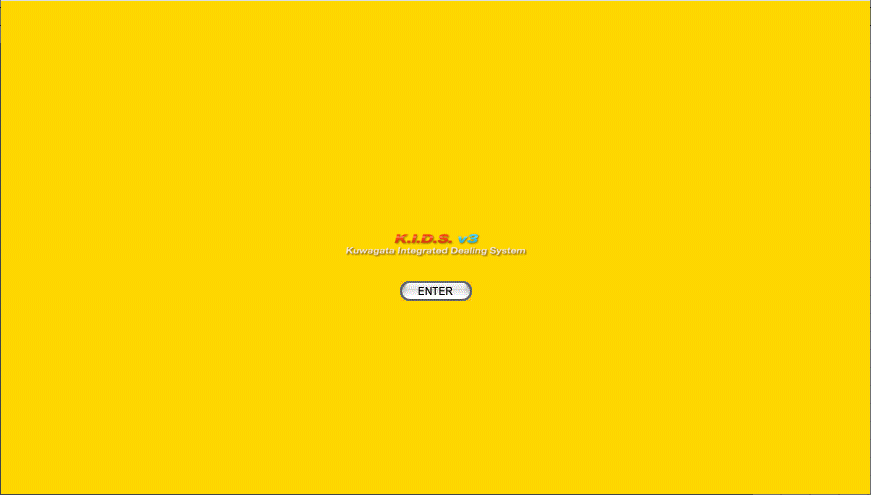 K.I.D.S. v3
Kuwagata Integrated Dealing System
ENTER